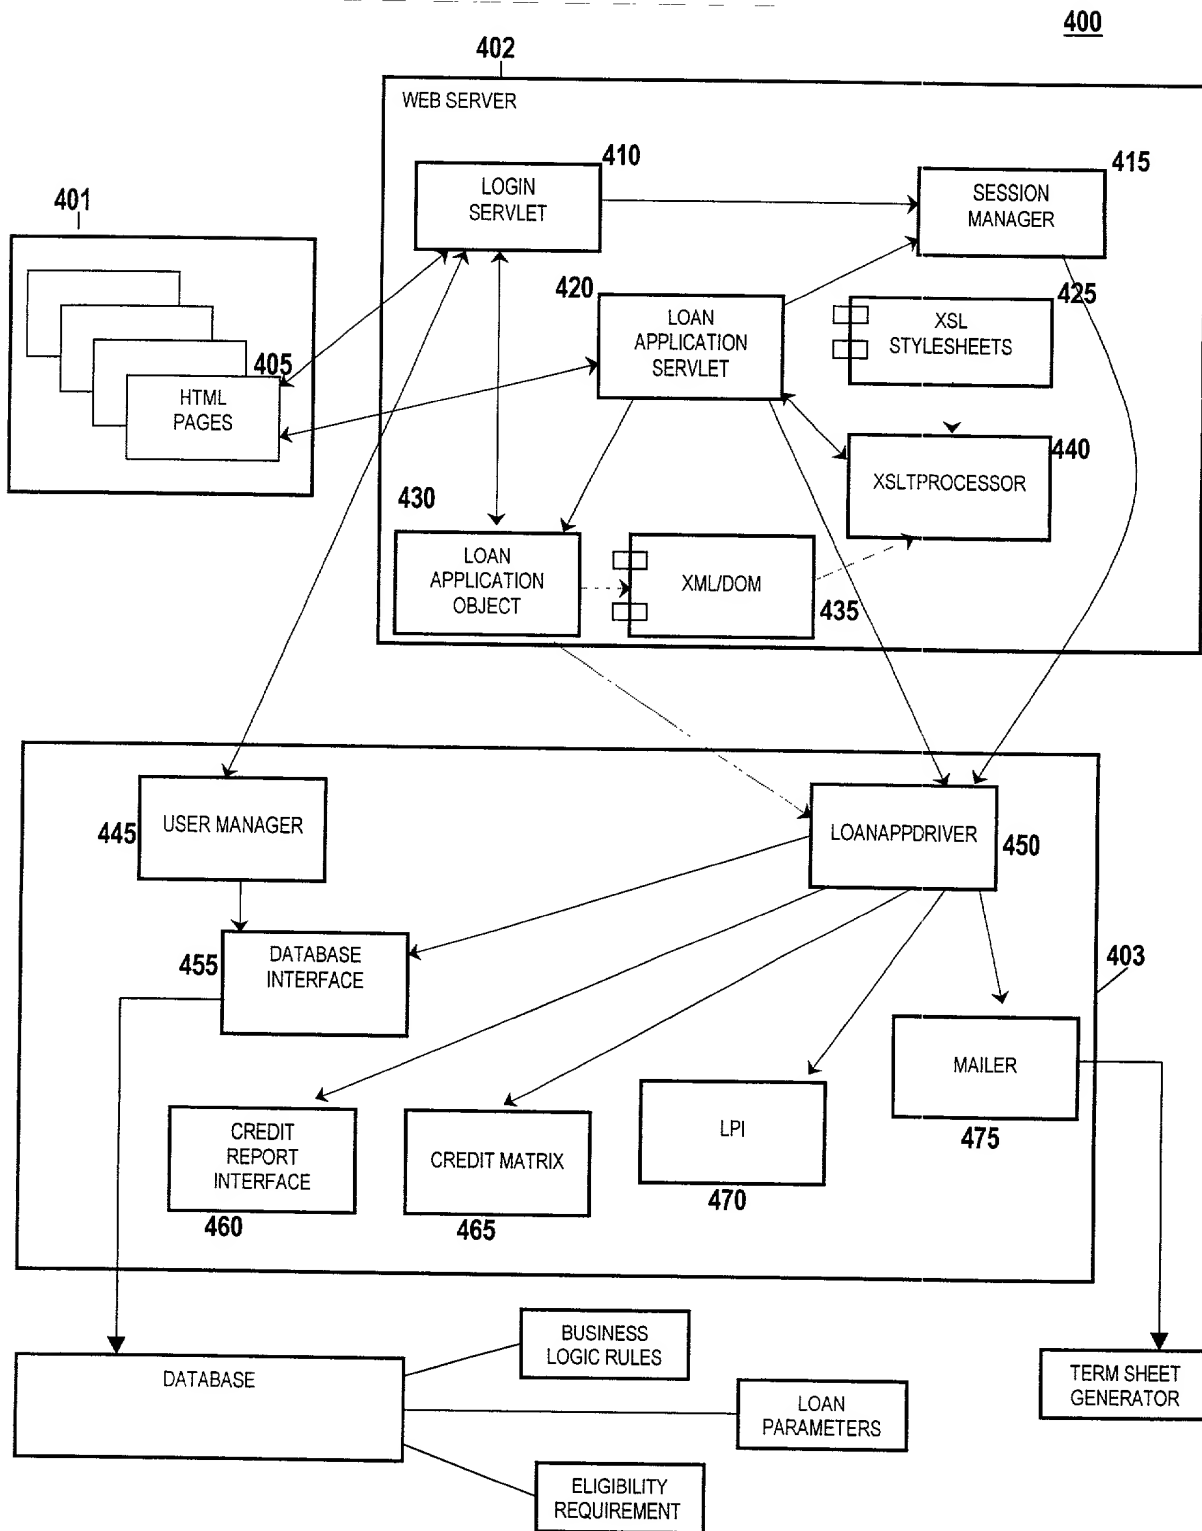 400
402
WEB SERVER
410
LOGIN
SERVLET
415
SESSION
MANAGER
401
405
HTML
PAGES
420
LOAN
APPLICATION
SERVLET
425
XSL
STYLESHEETS
440
XSLTPROCESSOR
430
LOAN
APPLICATION
OBJECT
XML/DOM
435
445
USER MANAGER
LOANAPPDRIVER
450
455
DATABASE
INTERFACE
403
MAILER
475
CREDIT
REPORT
INTERFACE
460
CREDIT MATRIX
465
LPI
470
DATABASE
BUSINESS
LOGIC RULES
LOAN
PARAMETERS
ELIGIBILITY
REQUIREMENT
TERM SHEET
GENERATOR